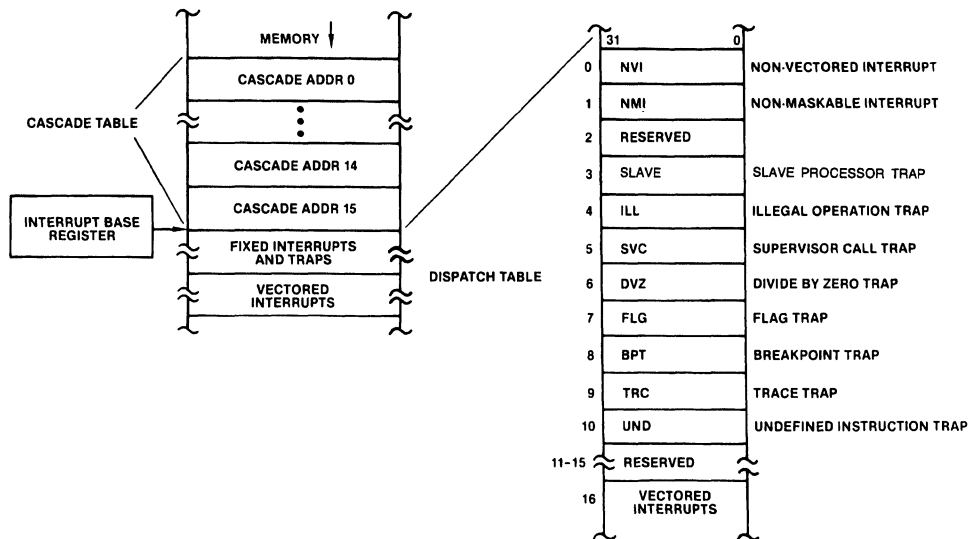 MEMORY
CASCADE ADDR 0
CASCADE TABLE
CASCADE ADDR 14
CASCADE ADDR 15
INTERRUPT BASE
REGISTER
FIXED INTERRUPTS
AND TRAPS
VECTORED
INTERRUPTS
DISPATCH TABLE
31 0
0 NVI NON-VECTORED INTERRUPT
1 NMI NON-MASKABLE INTERRUPT
2 RESERVED
3 SLAVE SLAVE PROCESSOR TRAP
4 ILL ILLEGAL OPERATION TRAP
5 SVC SUPERVISOR CALL TRAP
6 DVZ DIVIDE BY ZERO TRAP
7 FLG FLAG TRAP
8 BPT BREAKPOINT TRAP
9 TRC TRACE TRAP
10 UND UNDEFINED INSTRUCTION TRAP
11-15 RESERVED
16 VECTORED
INTERRUPTS